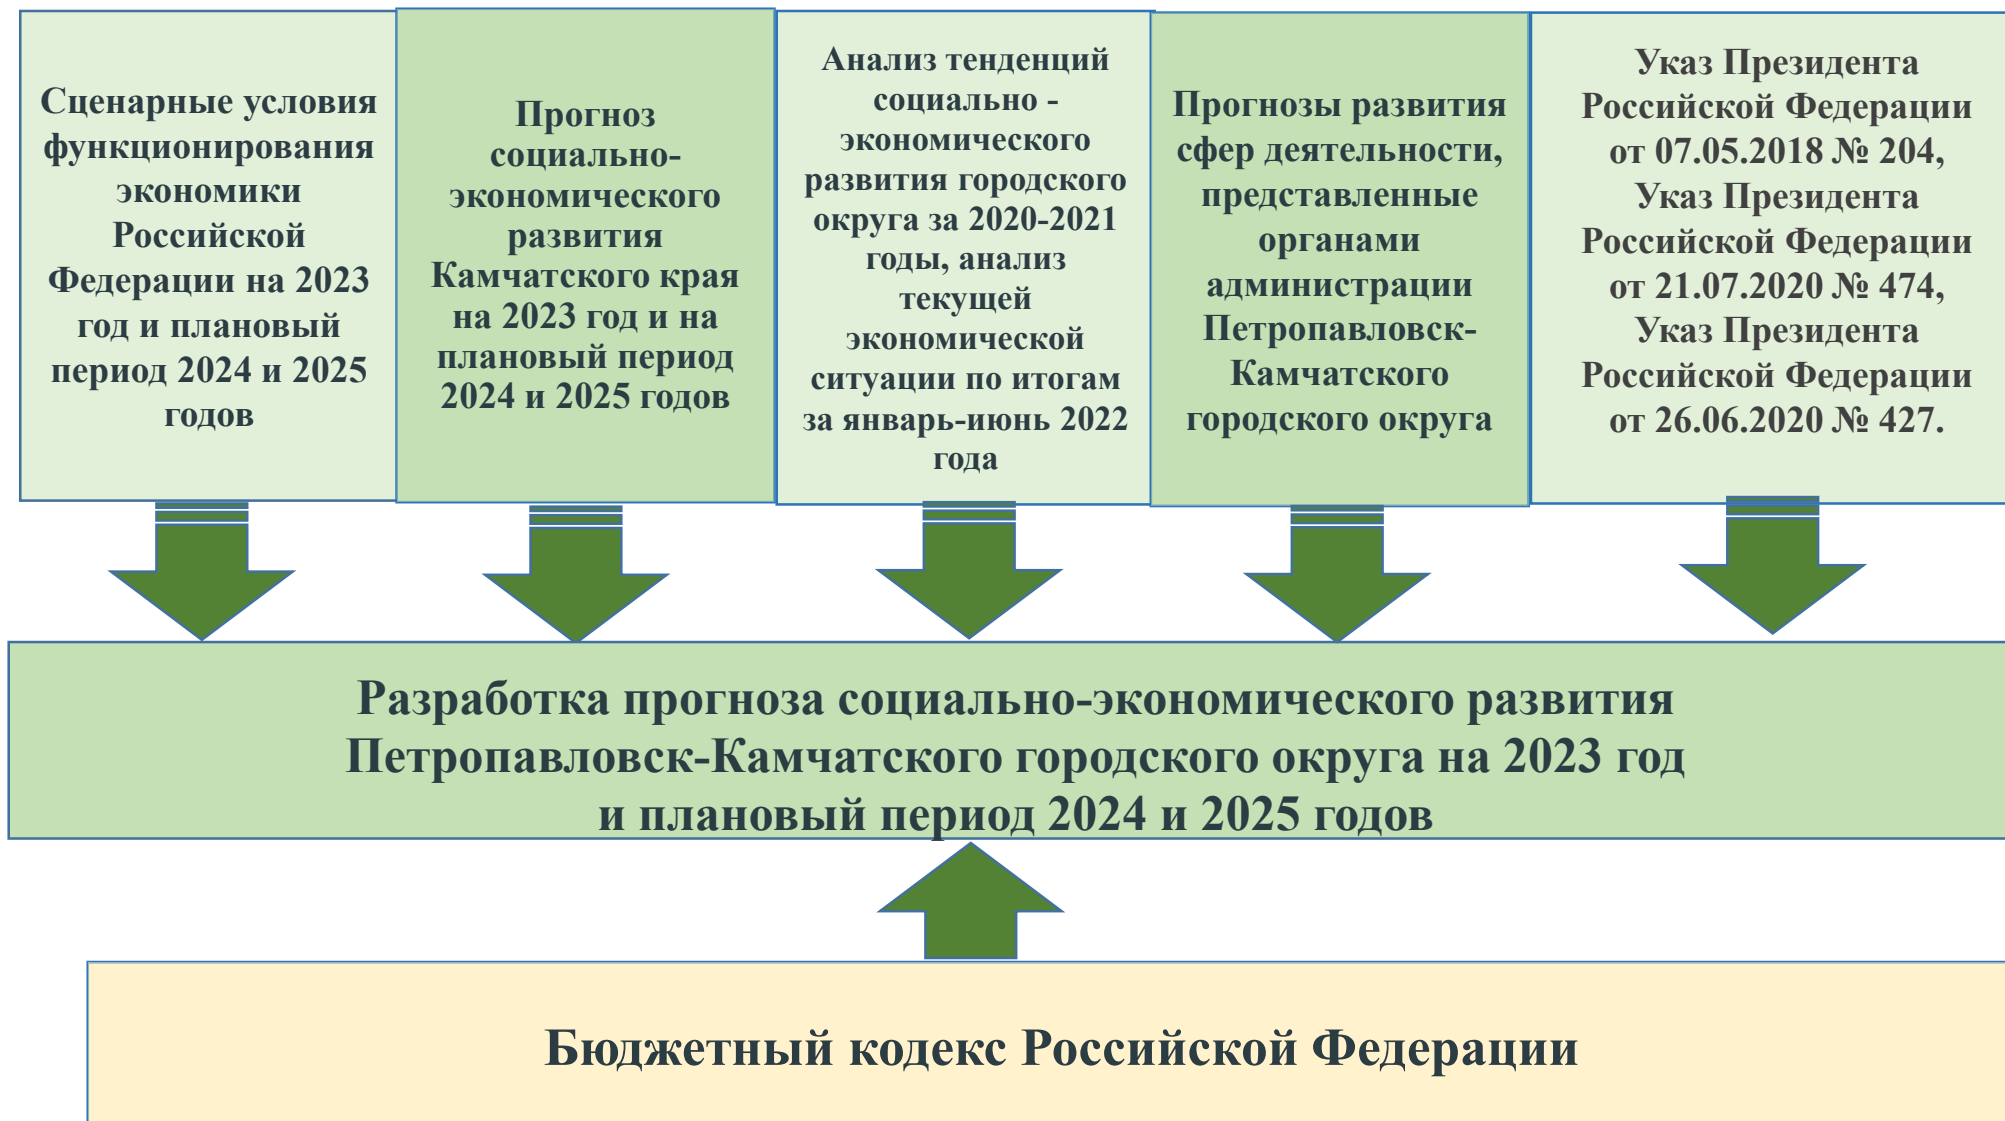 Сценарные условия
функционирования
экономики
Российской
Федерации на 2023
год и плановый
период 2024 и 2025
годов
Прогноз
социально-
экономического
развития
Камчатского края
на 2023 год и на
плановый период
2024 и 2025 годов
Анализ тенденций
социально -
экономического
развития городского
округа за 2020-2021
годы, анализ
текущей
экономической
ситуации по итогам
за январь-июнь 2022
года
Прогнозы развития
сфер деятельности,
представленные
органами
администрации
Петропавловск-
Камчатского
городского округа
Указ Президента
Российской Федерации
от 07.05.2018 № 204,
Указ Президента
Российской Федерации
от 21.07.2020 № 474,
Указ Президента
Российской Федерации
от 26.06.2020 № 427.
Разработка прогноза социально-экономического развития
Петропавловск-Камчатского городского округа на 2023 год
и плановый период 2024 и 2025 годов
Бюджетный кодекс Российской Федерации